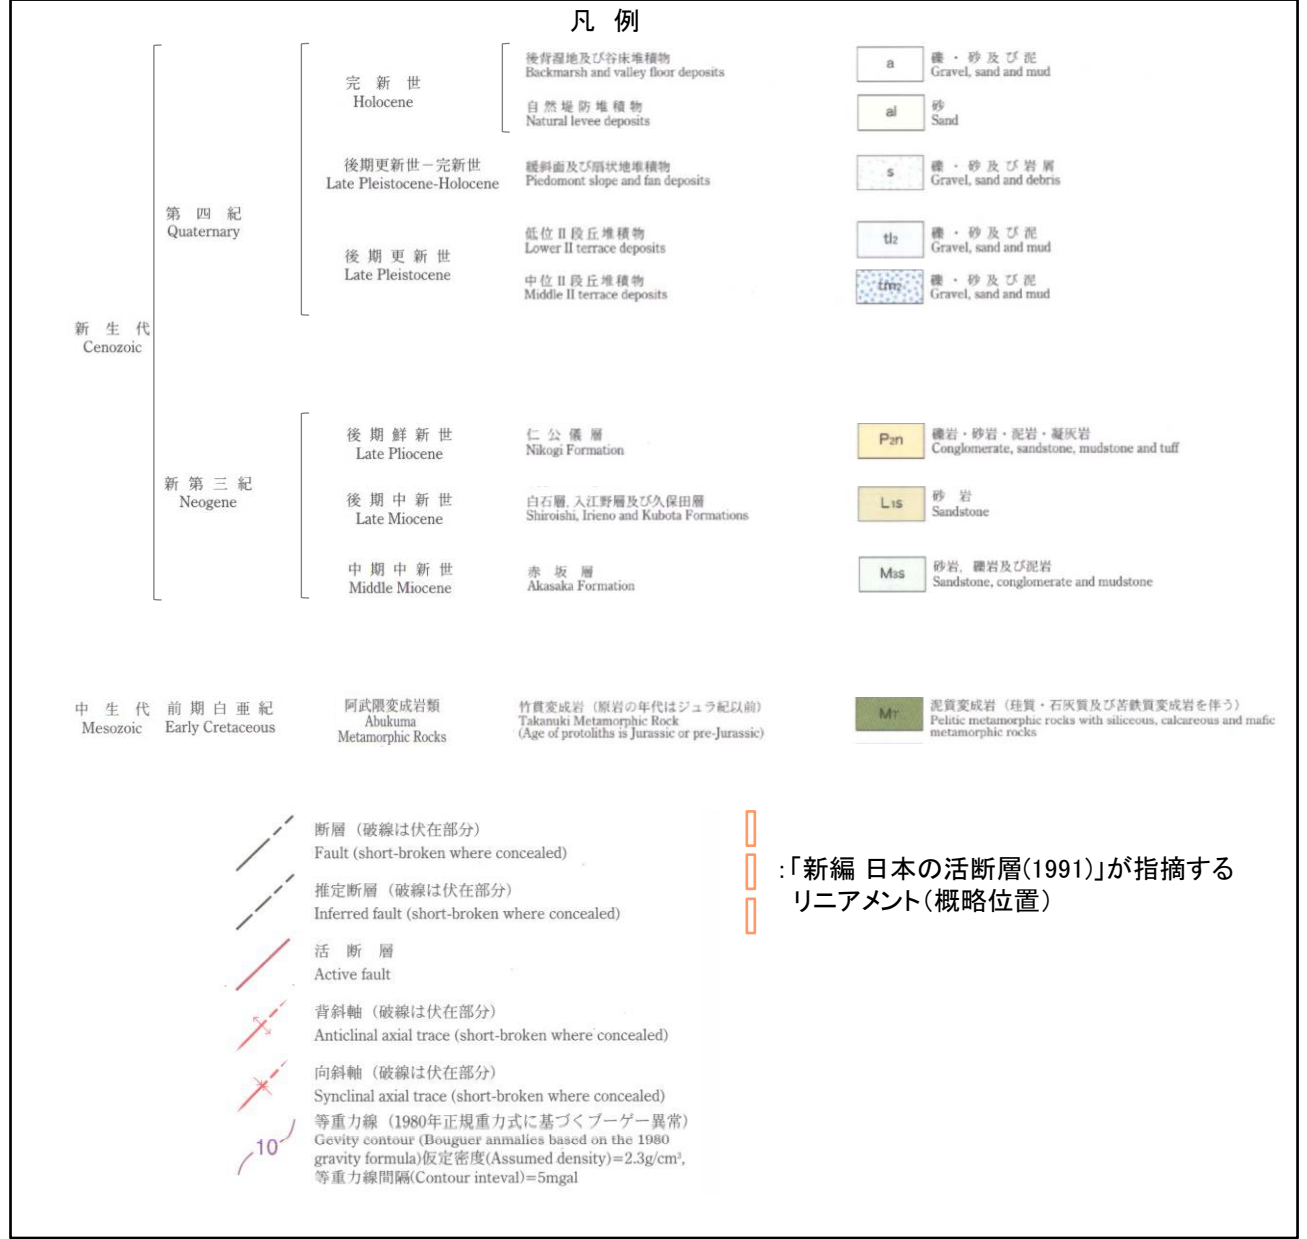 凡 例
新 生 代
Cenozoic
第 四 紀
Quaternary
完 新 世
Holocene
後背湿地及び谷床堆積物
Backmarsh and valley floor deposits
a
礫・砂及び泥
Gravel, sand and mud
自然堤防堆積物
Natural levee deposits
al
砂
Sand
後期更新世－完新世
Late Pleistocene-Holocene
緩斜面及び扇状地堆積物
Piedomont slope and fan deposits
s
礫・砂及び岩屑
Gravel, sand and debris
後期更新世
Late Pleistocene
低位Ⅱ段丘堆積物
Lower II terrace deposits
tl2
礫・砂及び泥
Gravel, sand and mud
中位Ⅱ段丘堆積物
Middle II terrace deposits
tm2
礫・砂及び泥
Gravel, sand and mud
新第三紀
Neogene
後期鮮新世
Late Pliocene
仁公儀層
Nikogi Formation
P2n
礫岩・砂岩・泥岩・凝灰岩
Conglomerate, sandstone, mudstone and tuff
後期中新世
Late Miocene
白石層, 入江野層及び久保田層
Shiroishi, Irieno and Kubota Formations
L1s
砂 岩
Sandstone
中期中新世
Middle Miocene
赤坂層
Akasaka Formation
M3s
砂岩, 礫岩及び泥岩
Sandstone, conglomerate and mudstone
中 生 代
Mesozoic
前期白亜紀
Early Cretaceous
阿武隈変成岩類
Abukuma
Metamorphic Rocks
竹貫変成岩（原岩の年代はジュラ紀以前）
Takanuki Metamorphic Rock
(Age of protoliths is Jurassic or pre-Jurassic)
MT
泥質変成岩（珪質・石灰質及び苦鉄質変成岩を伴う）
Pelitic metamorphic rocks with siliceous, calcareous and mafic
metamorphic rocks
断層（破線は伏在部分）
Fault (short-broken where concealed)
推定断層（破線は伏在部分）
Inferred fault (short-broken where concealed)
活 断 層
Active fault
背斜軸（破線は伏在部分）
Anticlinal axial trace (short-broken where concealed)
向斜軸（破線は伏在部分）
Synclinal axial trace (short-broken where concealed)
10
等重力線（1980年正規重力式に基づくブーゲー異常）
Gevity contour (Bouguer anmalies based on the 1980
gravity formula)仮定密度(Assumed density)=2.3g/cm³,
等重力線間隔(Contour inteval)=5mgal
:「新編 日本の活断層(1991)」が指摘する
リニアメント（概略位置）